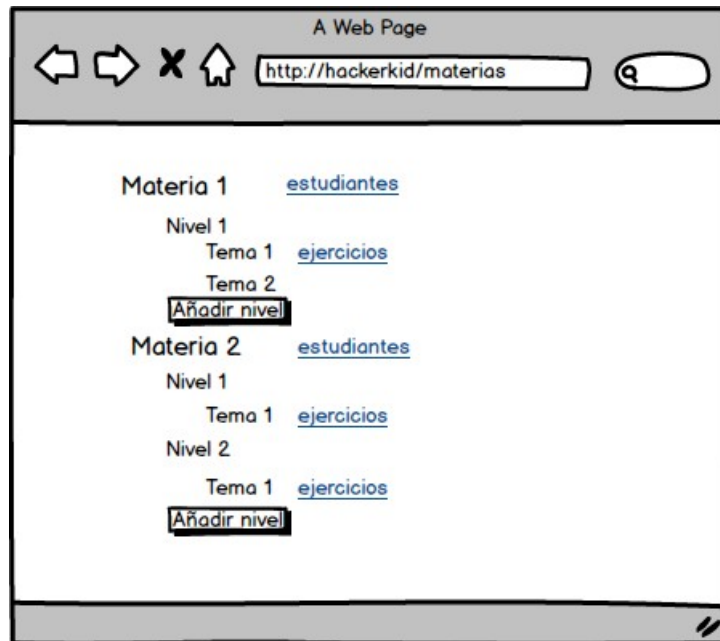 A Web Page
http://hackerkid/materias
Materia 1 estudiantes
Nivel 1
Tema 1 ejercicios
Tema 2
Añadir nivel
Materia 2 estudiantes
Nivel 1
Tema 1 ejercicios
Nivel 2
Tema 1 ejercicios
Añadir nivel